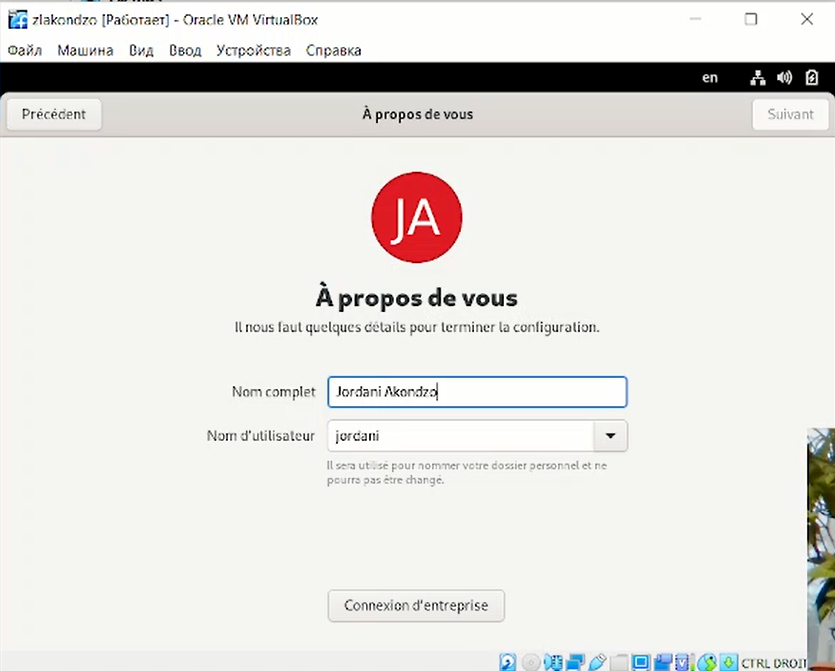 zlakondzo [Работает] - Oracle VM VirtualBox
Файл Машина Вид Ввод Устройства Справка
en
Précédent À propos de vous Suivant
JA
À propos de vous
Il nous faut quelques détails pour terminer la configuration.
Nom complet Jordani Akondzo
Nom d'utilisateur jordani
Il sera utilisé pour nommer votre dossier personnel et ne
pourra pas être changé.
Connexion d'entreprise
CTRL DROIT